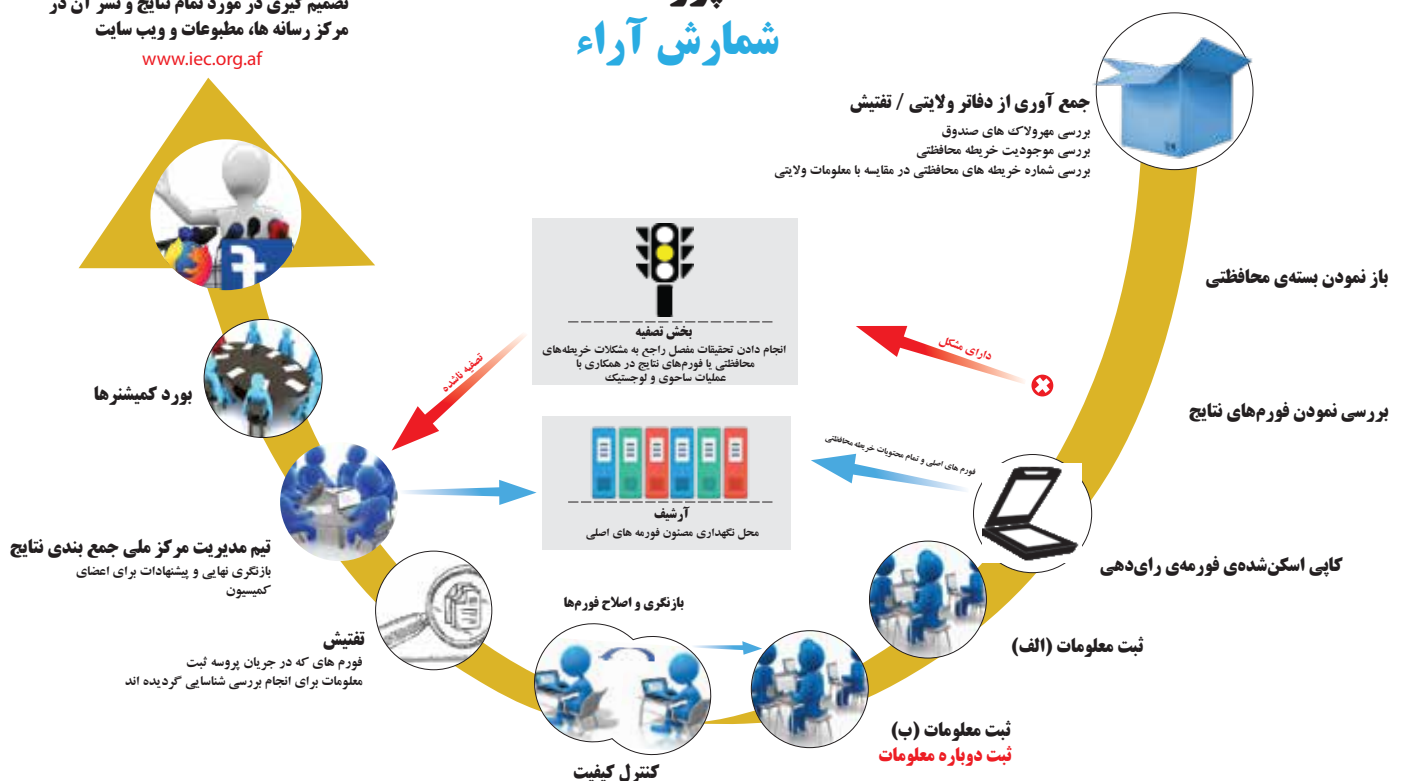 شمارش آراء
جمع آوری از دفاتر ولایتی / تفتیش
بررسی مهرولاک های صندوق
بررسی موجودیت خریطه محافظتی
بررسی شماره خریطه های محافظتی در مقایسه با معلومات ولایتی
باز نمودن بسته‌ی محافظتی
بررسی نمودن فورم‌های نتایج
دارای مشکل
بخش تصفیه
انجام دادن تحقیقات مفصل راجع به مشکلات خریطه‌های
محافظتی یا فورم‌های نتایج در همکاری با
عملیات ساحوی و لوجستیک
تصفیه ناشده
کاپی اسکن‌شده‌ی فورمه‌ی رای‌دهی
فورم های اصلی و تمام محتویات خریطه محافظتی
آرشیف
محل نگهداری مصئون فورمه های اصلی
ثبت معلومات (الف)
ثبت معلومات (ب)
ثبت دوباره معلومات
بازنگری و اصلاح فورم‌ها
کنترل کیفیت
تفتیش
فورم های که در جریان پروسه ثبت
معلومات برای انجام بررسی شناسایی گردیده اند
تیم مدیریت مرکز ملی جمع بندی نتایج
بازنگری نهایی و پیشنهادات برای اعضای
کمیسیون
بورد کمیشنرها
تصمیم گیری در مورد تمام نتایج و نشر آن در
مرکز رسانه ها، مطبوعات و ویب سایت
www.iec.org.af